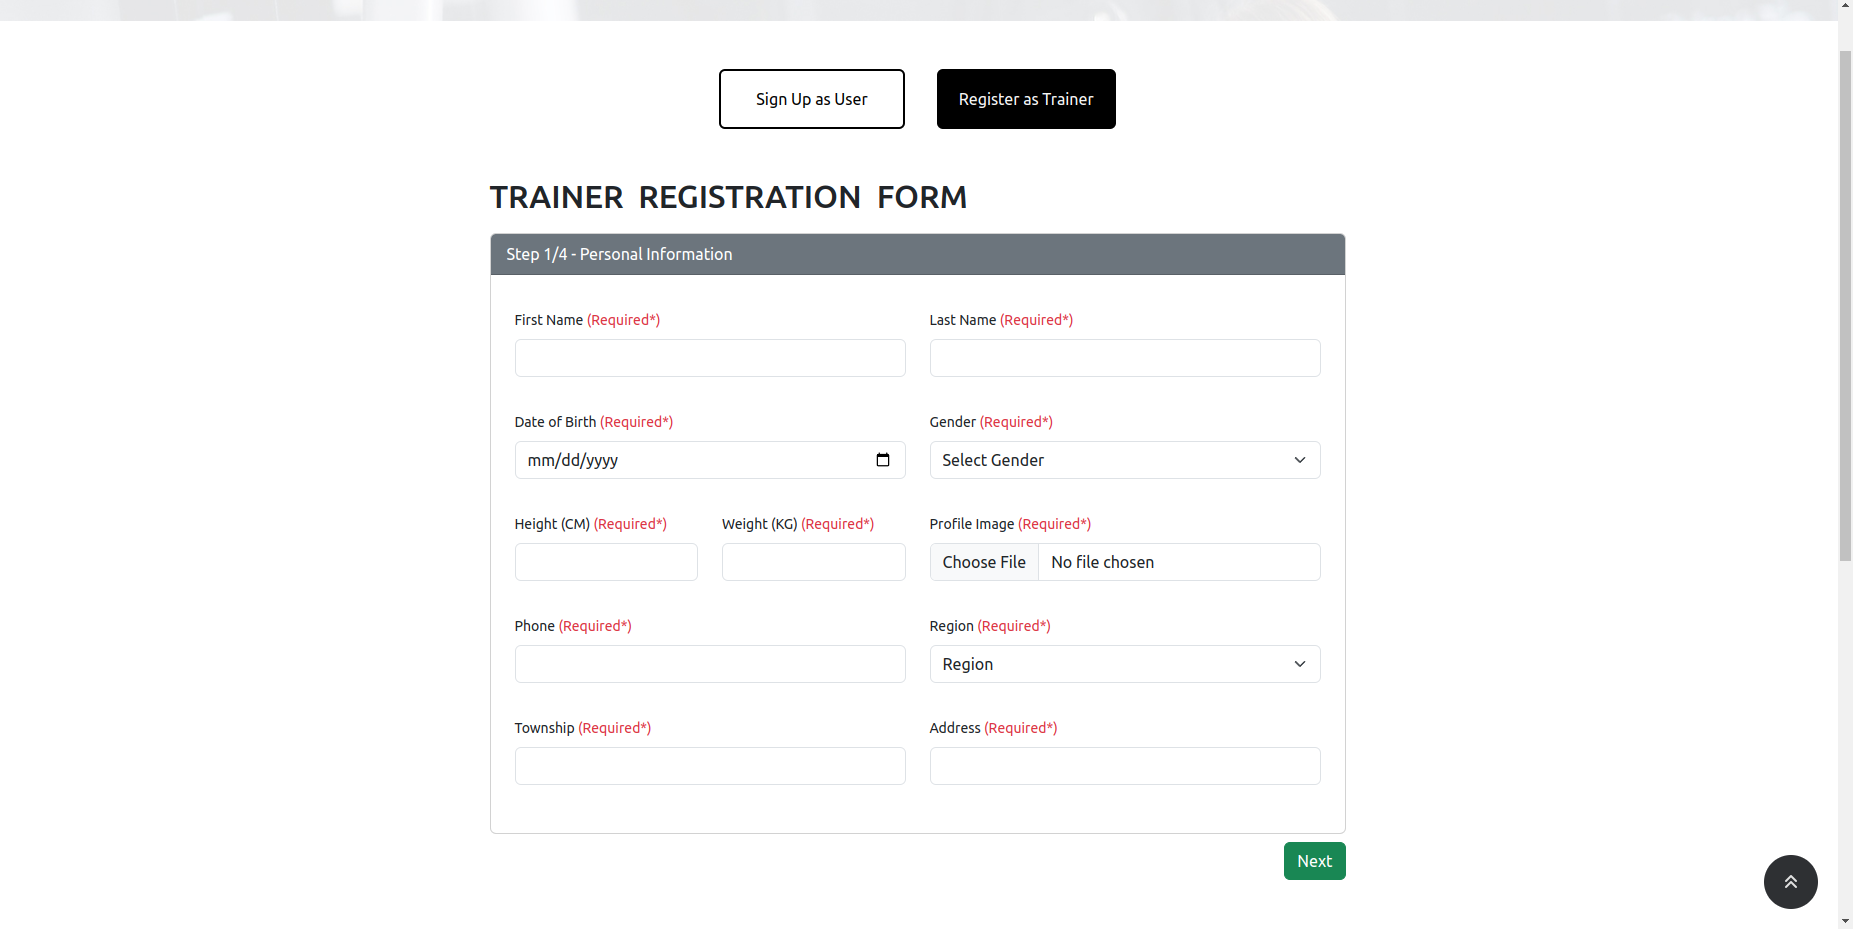 Sign Up as User
Register as Trainer
TRAINER REGISTRATION FORM
Step 1/4 - Personal Information
First Name (Required*)
Last Name (Required*)
Date of Birth (Required*)
Gender (Required*)
mm/dd/yyyy
Select Gender
Height (CM) (Required*)
Weight (KG) (Required*)
Profile Image (Required*)
Choose File
No file chosen
Phone (Required*)
Region (Required*)
Region
Township (Required*)
Address (Required*)
Next